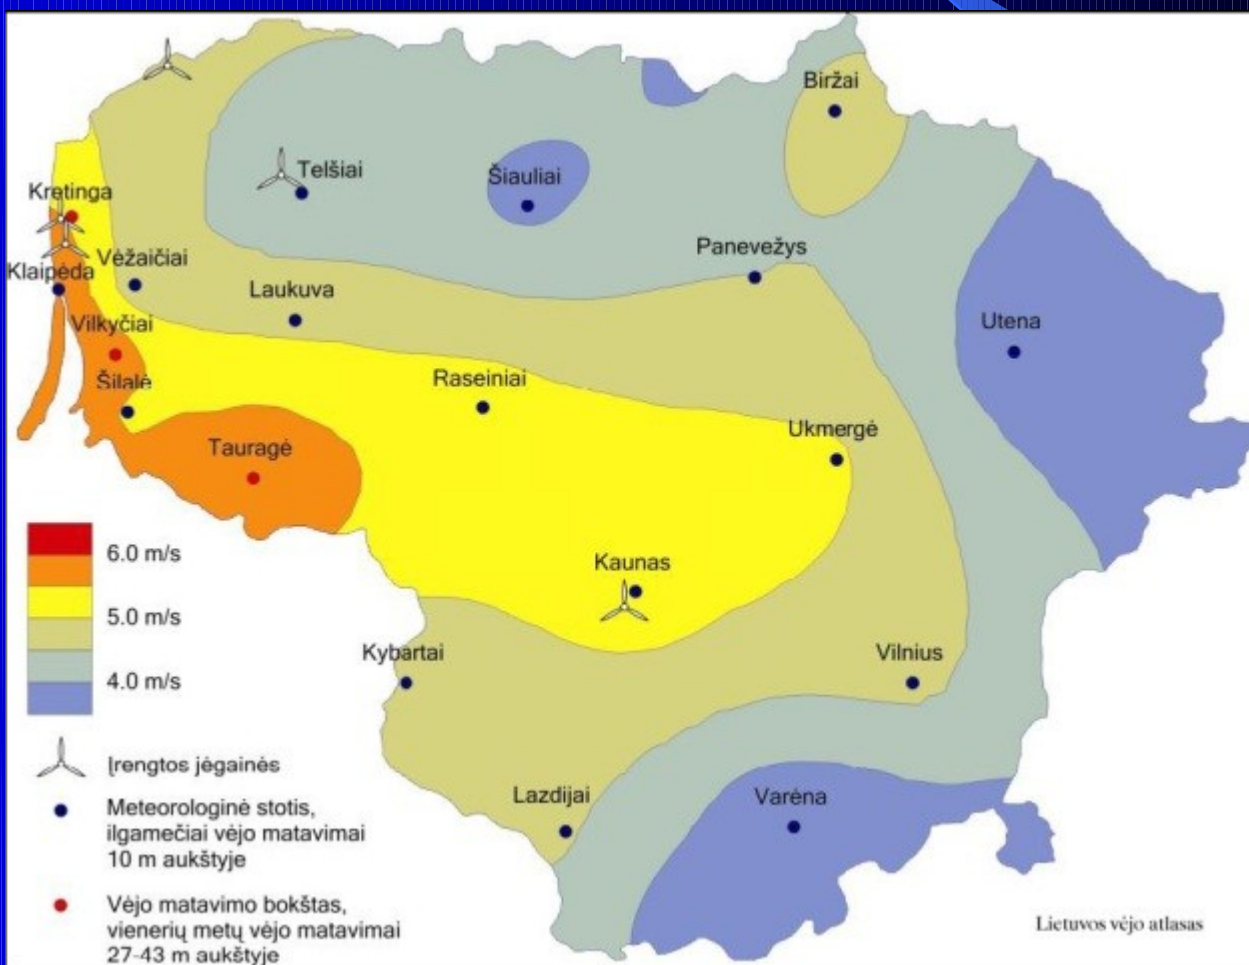 Biržai
Telšiai
Šiauliai
Kretinga
Panevežys
Vėžaičiai
Klaipėda
Laukuva
Vilkyčiai
Utena
Šilalė
Raseiniai
Ukmergė
Tauragė
6.0 m/s
5.0 m/s
4.0 m/s
Kaunas
Kybartai
Vilnius
Lazdijai
Varėna
Įrengtos jėgainės
Meteorologinė stotis,
ilgamečiai vėjo matavimai
10 m aukštyje
Vėjo matavimo bokštas,
vienerių metų vėjo matavimai
27-43 m aukštyje
Lietuvos vėjo atlasas